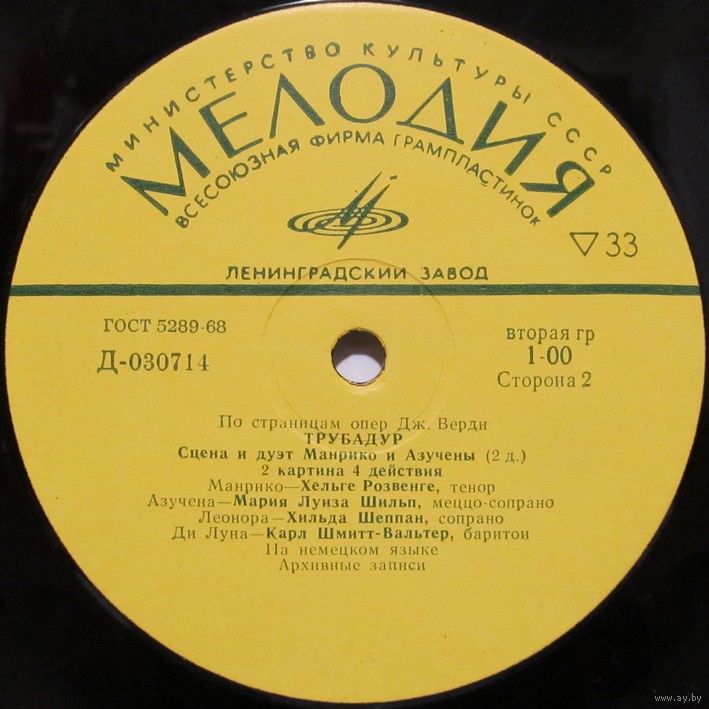 МИНИСТЕРСТВО КУЛЬТУРЫ СССР
МЕЛОДИЯ
ВСЕСОЮЗНАЯ ФИРМА ГРАМПЛАСТИНОК
33
ЛЕНИНГРАДСКИЙ ЗАВОД
ГОСТ 5289-68
Д-030714
вторая гр
1-00
Сторона 2
По страницам опер Дж. Верди
ТРУБАДУР
Сцена и дуэт Манрико и Азучены (2 д.)
2 картина 4 действия
Манрико—Хельге Розвенге, тенор
Азучена—Мария Луиза Шильп, меццо-сопрано
Леонора—Хильда Шеппан, сопрано
Ди Луна—Карл Шмитт-Вальтер, баритон
На немецком языке
Архивные записи
www.ay.by